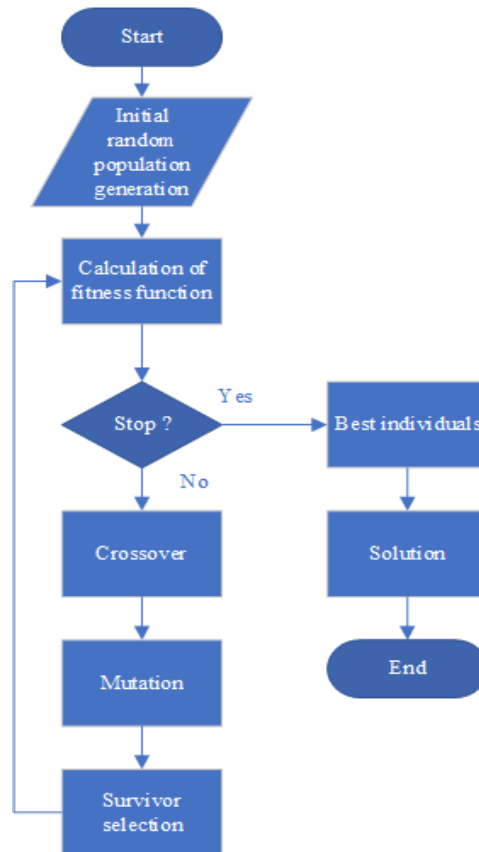 Start
Initial
random
population
generation
Calculation of
fitness function
Stop ?
Yes
No
Best individuals
Crossover
Solution
Mutation
End
Survivor
selection